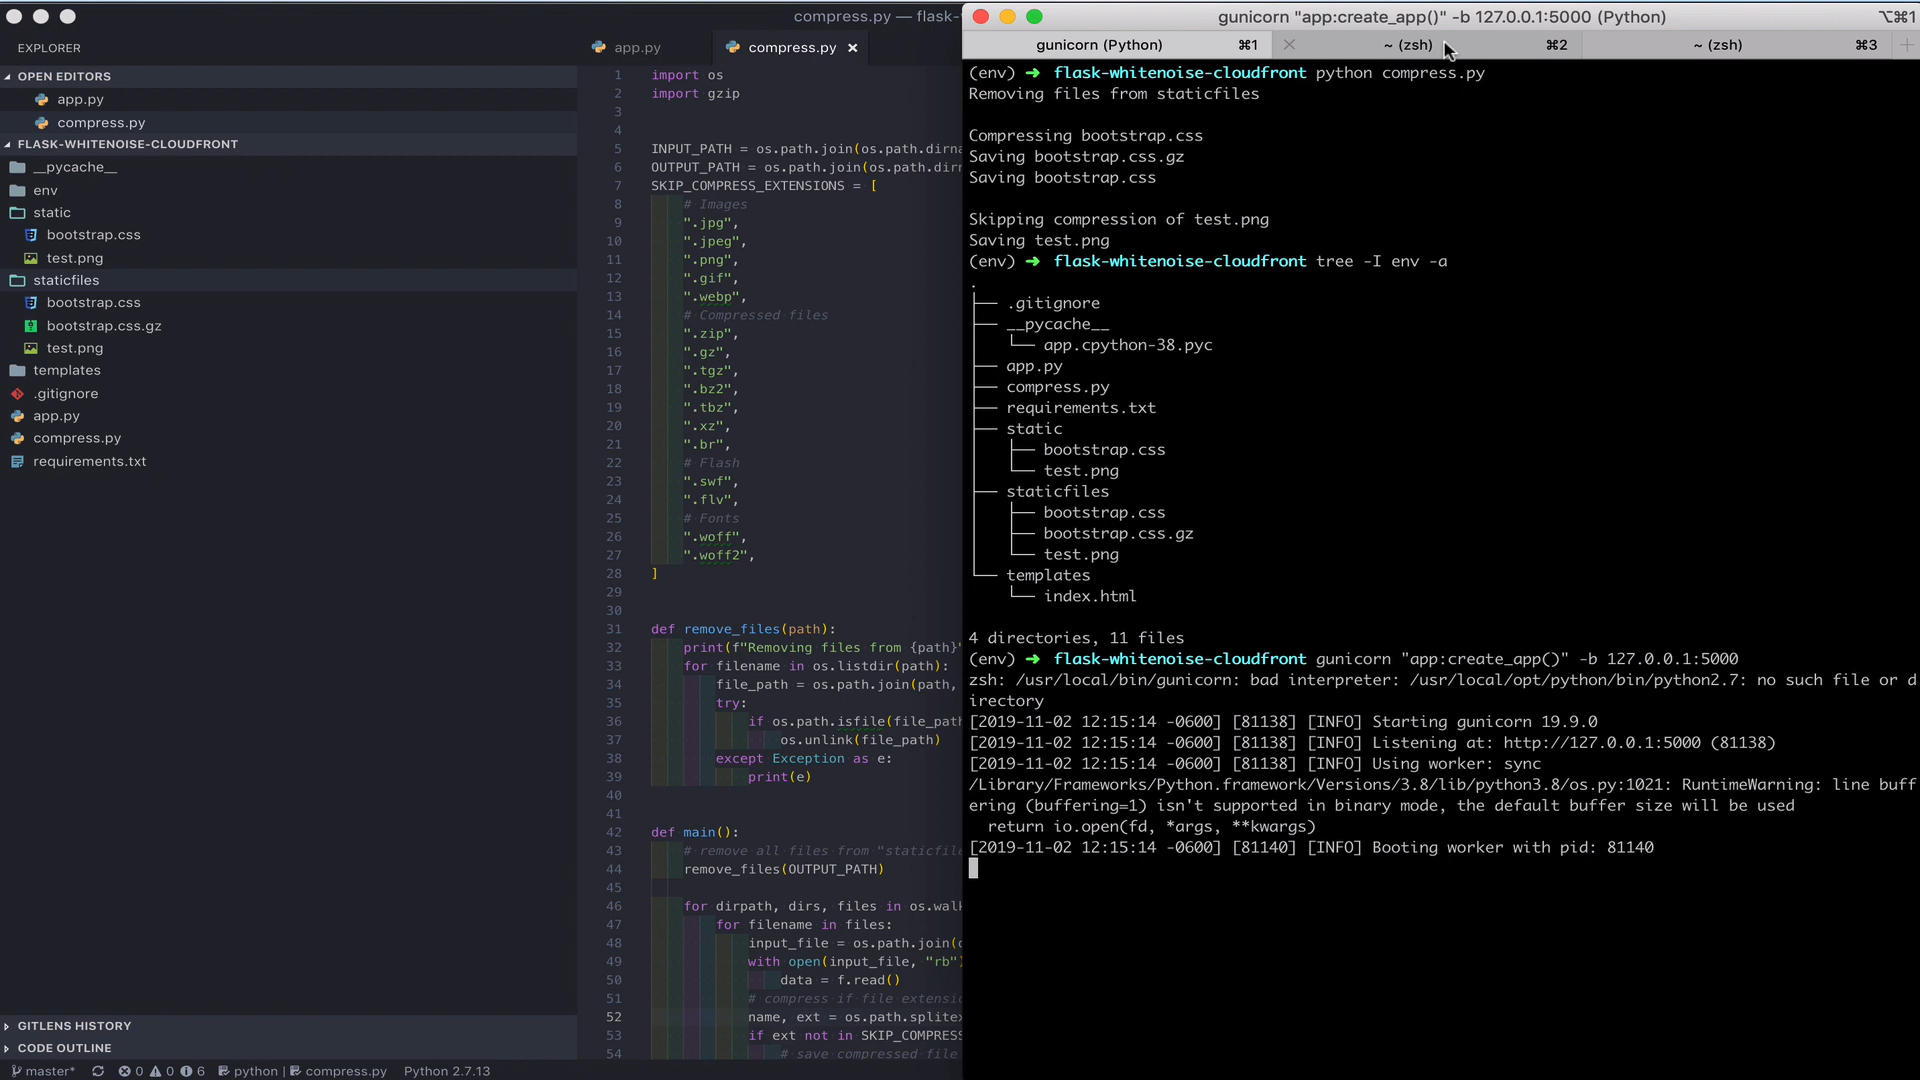 compress.py — flask-
EXPLORER
OPEN EDITORS
app.py
compress.py
FLASK-WHITENOISE-CLOUDFRONT
__pycache__
env
static
bootstrap.css
test.png
staticfiles
bootstrap.css
bootstrap.css.gz
test.png
templates
.gitignore
app.py
compress.py
requirements.txt
GITLENS HISTORY
CODE OUTLINE
master* 0 0 6 python | compress.py Python 2.7.13
app.py compress.py
1 import os
2 import gzip
3
4
5 INPUT_PATH = os.path.join(os.path.dirna
6 OUTPUT_PATH = os.path.join(os.path.dirn
7 SKIP_COMPRESS_EXTENSIONS = [
8 # Images
9 ".jpg",
10 ".jpeg",
11 ".png",
12 ".gif",
13 ".webp",
14 # Compressed files
15 ".zip",
16 ".gz",
17 ".tgz",
18 ".bz2",
19 ".tbz",
20 ".xz",
21 ".br",
22 # Flash
23 ".swf",
24 ".flv",
25 # Fonts
26 ".woff",
27 ".woff2",
28 ]
29
30
31 def remove_files(path):
32 print(f"Removing files from {path}"
33 for filename in os.listdir(path):
34 file_path = os.path.join(path,
35 try:
36 if os.path.isfile(file_path
37 os.unlink(file_path)
38 except Exception as e:
39 print(e)
40
41
42 def main():
43 # remove all files from "staticfile
44 remove_files(OUTPUT_PATH)
45
46 for dirpath, dirs, files in os.walk
47 for filename in files:
48 input_file = os.path.join(d
49 with open(input_file, "rb")
50 data = f.read()
51 # compress if file extensio
52 name, ext = os.path.splitex
53 if ext not in SKIP_COMPRESS
54 # save compressed file
gunicorn "app:create_app()" -b 127.0.0.1:5000 (Python) ⌥⌘1
gunicorn (Python) ⌘1 ~ (zsh) ⌘2 ~ (zsh) ⌘3
(env) ➜ flask-whitenoise-cloudfront python compress.py
Removing files from staticfiles
Compressing bootstrap.css
Saving bootstrap.css.gz
Saving bootstrap.css
Skipping compression of test.png
Saving test.png
(env) ➜ flask-whitenoise-cloudfront tree -I env -a
.
├── .gitignore
├── __pycache__
│   └── app.cpython-38.pyc
├── app.py
├── compress.py
├── requirements.txt
├── static
│   ├── bootstrap.css
│   └── test.png
├── staticfiles
│   ├── bootstrap.css
│   ├── bootstrap.css.gz
│   └── test.png
└── templates
    └── index.html
4 directories, 11 files
(env) ➜ flask-whitenoise-cloudfront gunicorn "app:create_app()" -b 127.0.0.1:5000
zsh: /usr/local/bin/gunicorn: bad interpreter: /usr/local/opt/python/bin/python2.7: no such file or d
irectory
[2019-11-02 12:15:14 -0600] [81138] [INFO] Starting gunicorn 19.9.0
[2019-11-02 12:15:14 -0600] [81138] [INFO] Listening at: http://127.0.0.1:5000 (81138)
[2019-11-02 12:15:14 -0600] [81138] [INFO] Using worker: sync
/Library/Frameworks/Python.framework/Versions/3.8/lib/python3.8/os.py:1021: RuntimeWarning: line buff
ering (buffering=1) isn't supported in binary mode, the default buffer size will be used
return io.open(fd, *args, **kwargs)
[2019-11-02 12:15:14 -0600] [81140] [INFO] Booting worker with pid: 81140